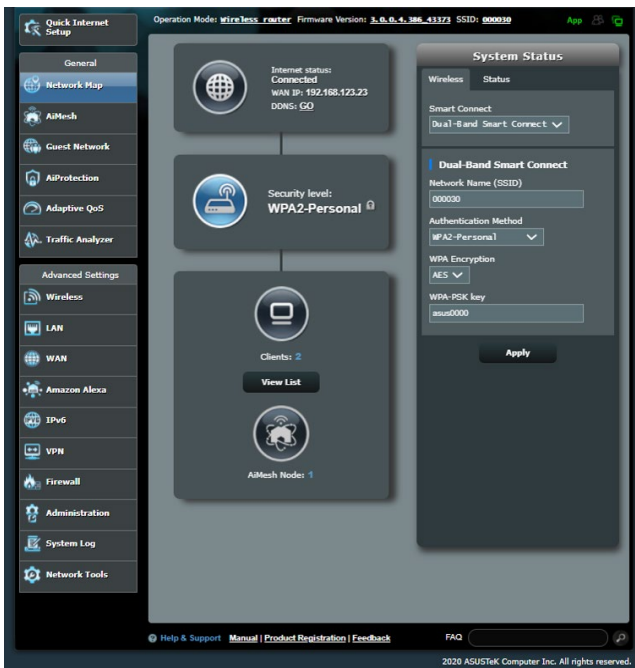 Quick Internet
Setup
Operation Mode: Wireless router Firmware Version: 3.0.0.4.386_43373 SSID: 000030
App
General
Network Map
AiMesh
Guest Network
AiProtection
Adaptive QoS
Traffic Analyzer
Advanced Settings
Wireless
LAN
WAN
Amazon Alexa
IPv6
VPN
Firewall
Administration
System Log
Network Tools
Internet status:
Connected
WAN IP: 192.168.123.23
DDNS: GO
Security level:
WPA2-Personal
Clients: 2
View List
AiMesh Node: 1
System Status
Wireless Status
Smart Connect
Dual-Band Smart Connect
Dual-Band Smart Connect
Network Name (SSID)
000030
Authentication Method
WPA2-Personal
WPA Encryption
AES
WPA-PSK key
asus0000
Apply
Help & Support Manual | Product Registration | Feedback FAQ
2020 ASUSTeK Computer Inc. All rights reserved.